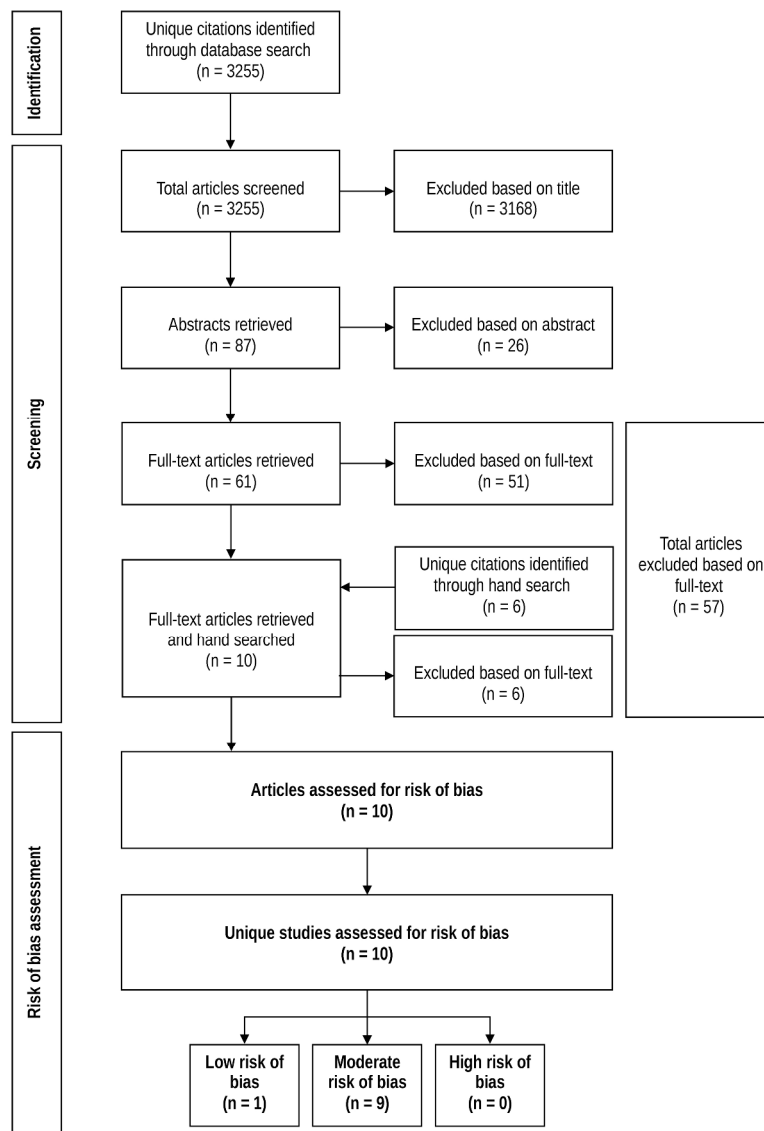 Identification
Unique citations identified
through database search
(n = 3255)
Screening
Total articles screened
(n = 3255)
Excluded based on title
(n = 3168)
Abstracts retrieved
(n = 87)
Excluded based on abstract
(n = 26)
Full-text articles retrieved
(n = 61)
Excluded based on full-text
(n = 51)
Full-text articles retrieved
and hand searched
(n = 10)
Unique citations identified
through hand search
(n = 6)
Excluded based on full-text
(n = 6)
Total articles
excluded based on
full-text
(n = 57)
Risk of bias assessment
Articles assessed for risk of bias
(n = 10)
Unique studies assessed for risk of bias
(n = 10)
Low risk of
bias
(n = 1)
Moderate
risk of bias
(n = 9)
High risk of
bias
(n = 0)